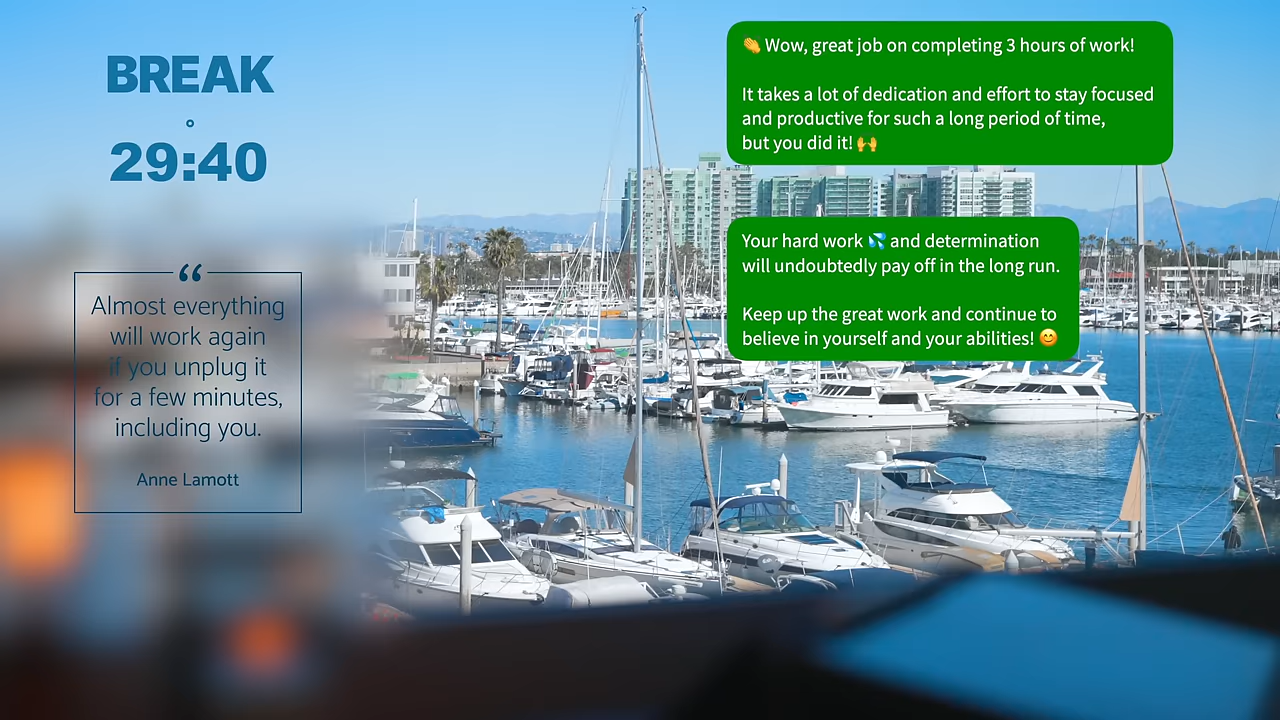 BREAK
29:40
“
Almost everything
will work again
if you unplug it
for a few minutes,
including you.
Anne Lamott
👏 Wow, great job on completing 3 hours of work!
It takes a lot of dedication and effort to stay focused
and productive for such a long period of time,
but you did it! 🙌
Your hard work 💦 and determination
will undoubtedly pay off in the long run.
Keep up the great work and continue to
believe in yourself and your abilities! 😊